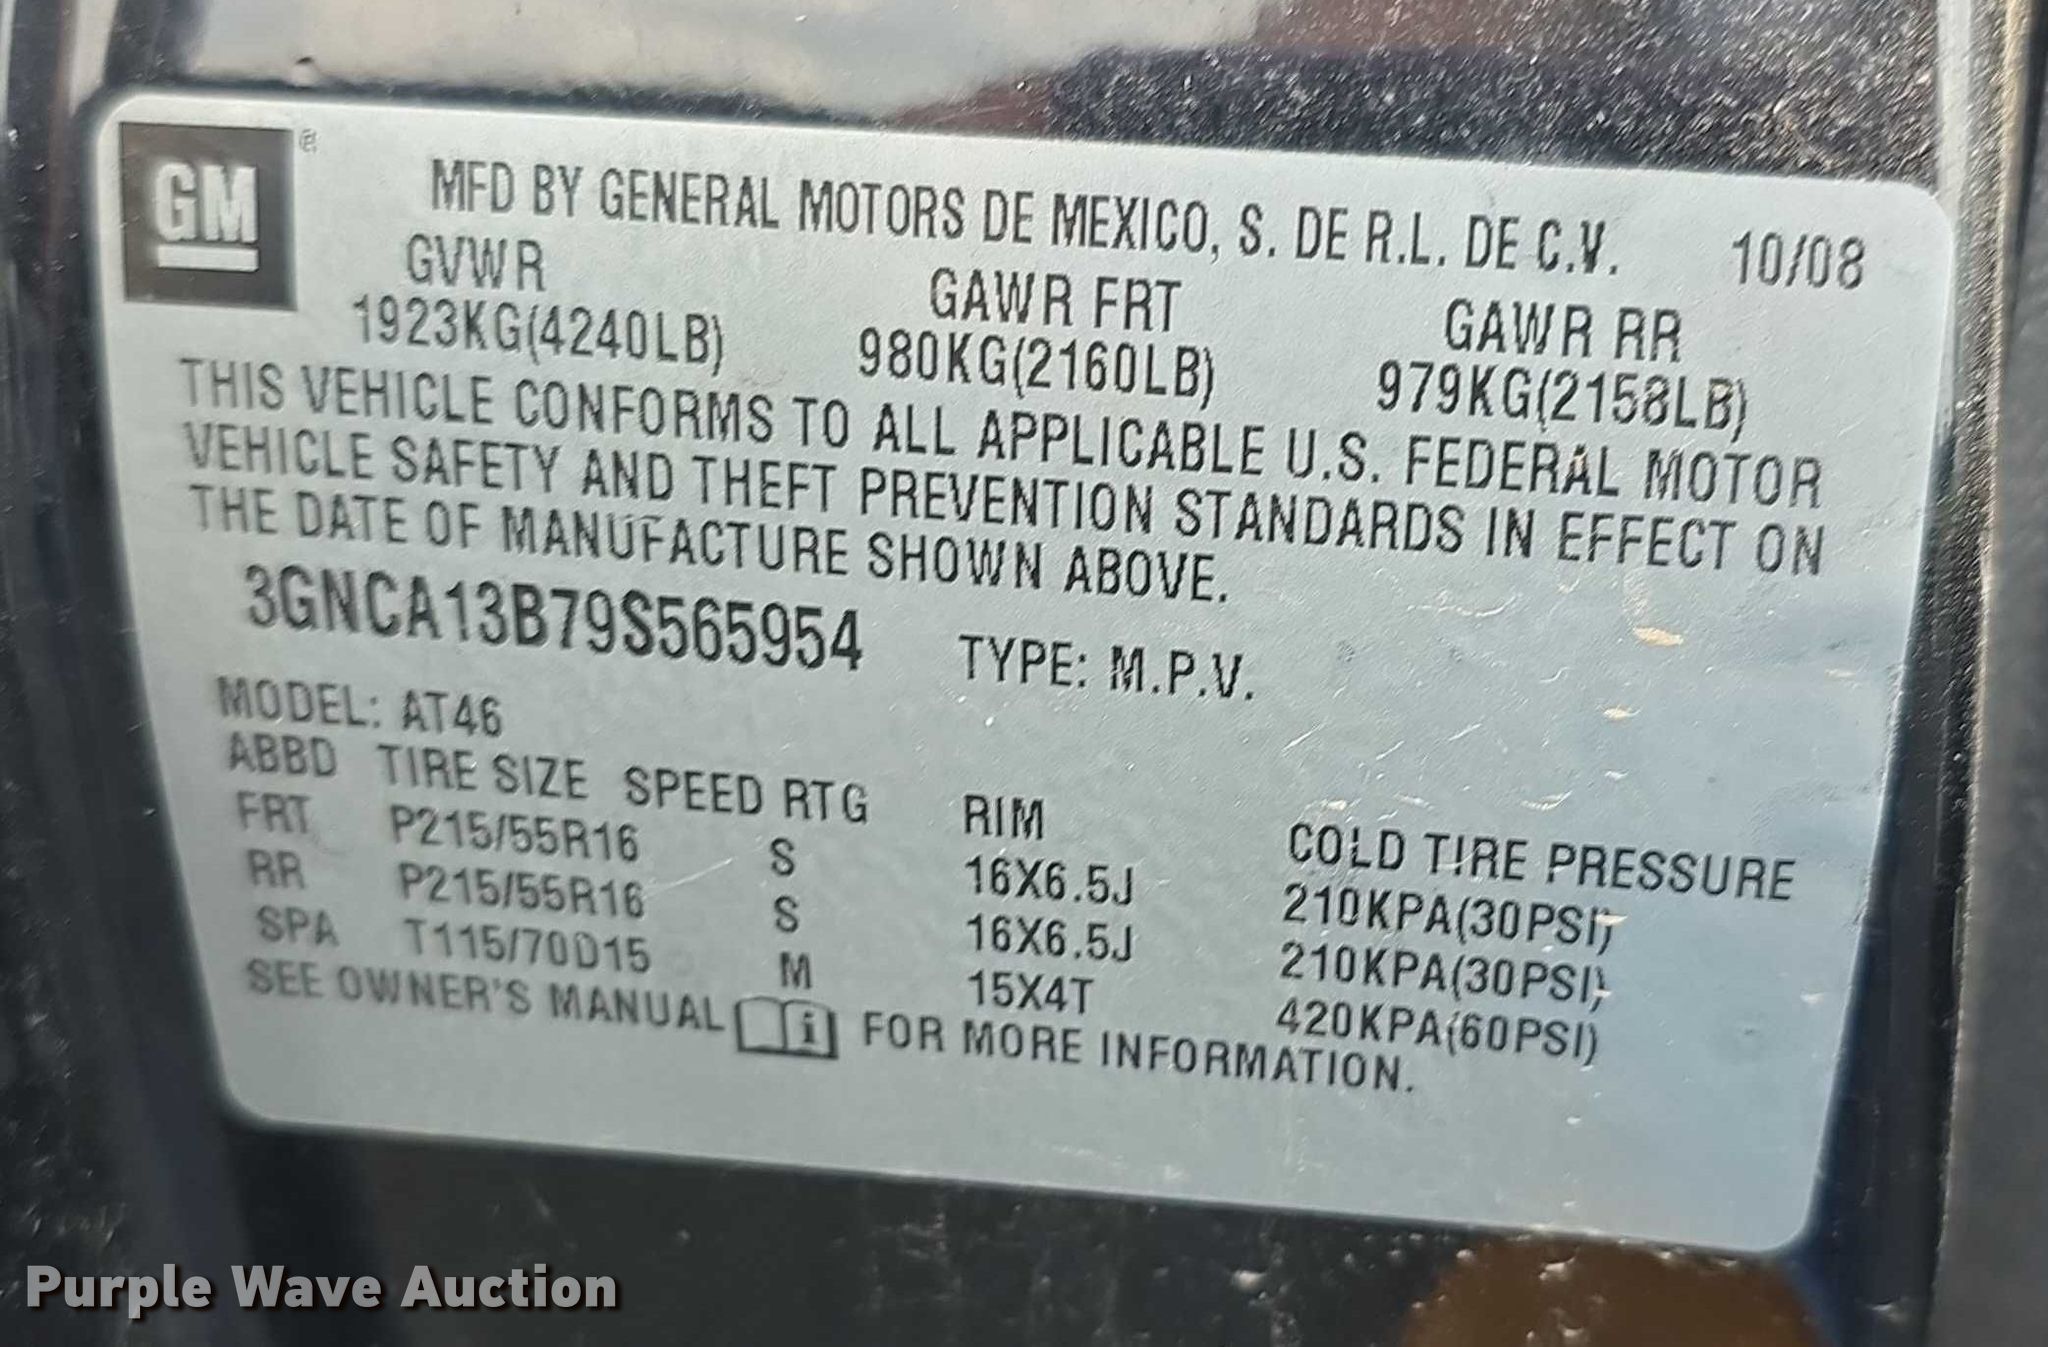 GM®
MFD BY GENERAL MOTORS DE MEXICO, S. DE R.L. DE C.V. 10/08
GVWR GAWR FRT GAWR RR
1923KG(4240LB) 980KG(2160LB) 979KG(2158LB)
THIS VEHICLE CONFORMS TO ALL APPLICABLE U.S. FEDERAL MOTOR
VEHICLE SAFETY AND THEFT PREVENTION STANDARDS IN EFFECT ON
THE DATE OF MANUFACTURE SHOWN ABOVE.
3GNCA13B79S565954 TYPE: M.P.V.
MODEL: AT46
ABBD TIRE SIZE SPEED RTG RIM COLD TIRE PRESSURE
FRT P215/55R16 S 16X6.5J 210KPA(30PSI)
RR P215/55R16 S 16X6.5J 210KPA(30PSI)
SPA T115/70D15 M 15X4T 420KPA(60PSI)
SEE OWNER'S MANUAL i FOR MORE INFORMATION.
Purple Wave Auction